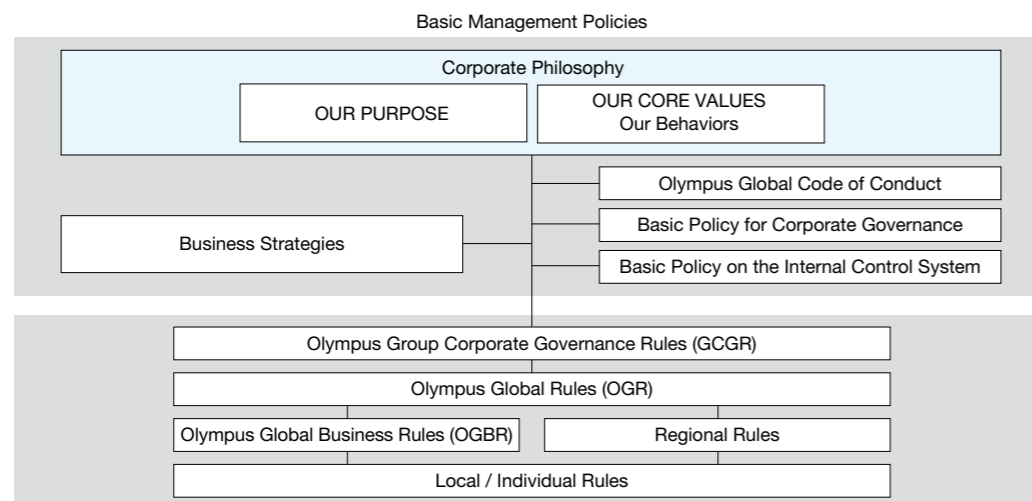 Basic Management Policies
Corporate Philosophy
OUR PURPOSE
OUR CORE VALUES
Our Behaviors
Olympus Global Code of Conduct
Business Strategies
Basic Policy for Corporate Governance
Basic Policy on the Internal Control System
Olympus Group Corporate Governance Rules (GCGR)
Olympus Global Rules (OGR)
Olympus Global Business Rules (OGBR)
Regional Rules
Local / Individual Rules